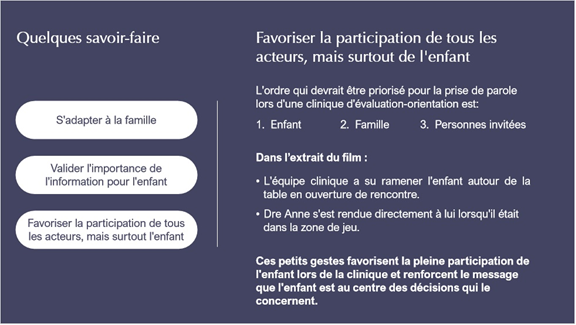 Quelques savoir-faire
S'adapter à la famille
Valider l'importance de
l'information pour l'enfant
Favoriser la participation de tous
les acteurs, mais surtout l'enfant
Favoriser la participation de tous les
acteurs, mais surtout de l'enfant
L'ordre qui devrait être priorisé pour la prise de parole
lors d'une clinique d'évaluation-orientation est:
1. Enfant 2. Famille 3. Personnes invitées
Dans l'extrait du film :
• L'équipe clinique a su ramener l'enfant autour de la
table en ouverture de rencontre.
• Dre Anne s'est rendue directement à lui lorsqu'il était
dans la zone de jeu.
Ces petits gestes favorisent la pleine participation de
l'enfant lors de la clinique et renforcent le message
que l'enfant est au centre des décisions qui le
concernent.